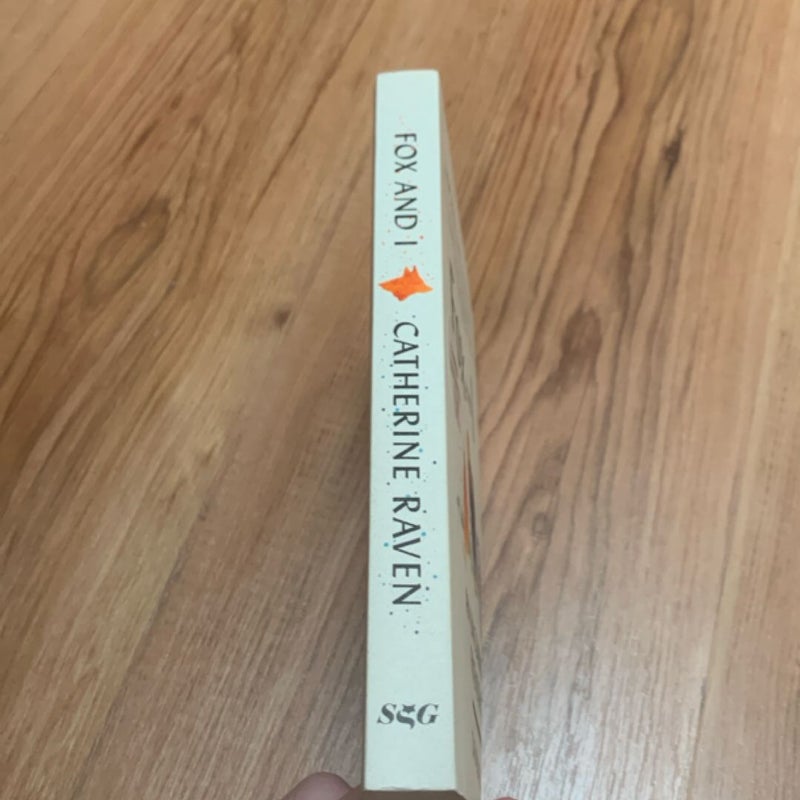 FOX AND I
CATHERINE RAVEN
S&G